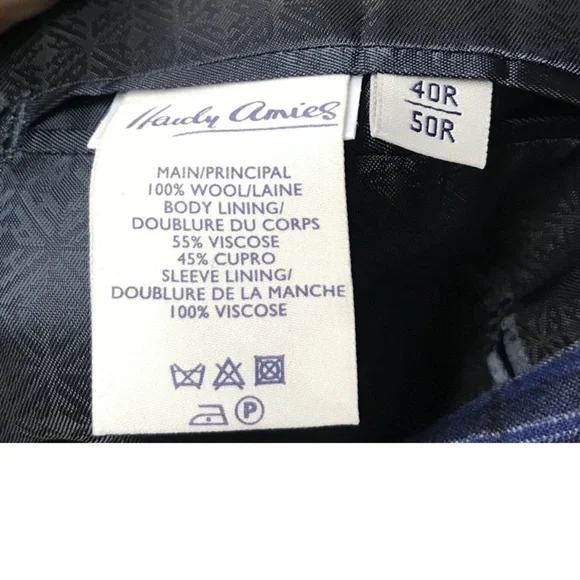 Hardy Amies
40R
50R
MAIN/PRINCIPAL
100% WOOL/LAINE
BODY LINING/
DOUBLURE DU CORPS
55% VISCOSE
45% CUPRO
SLEEVE LINING/
DOUBLURE DE LA MANCHE
100% VISCOSE
P